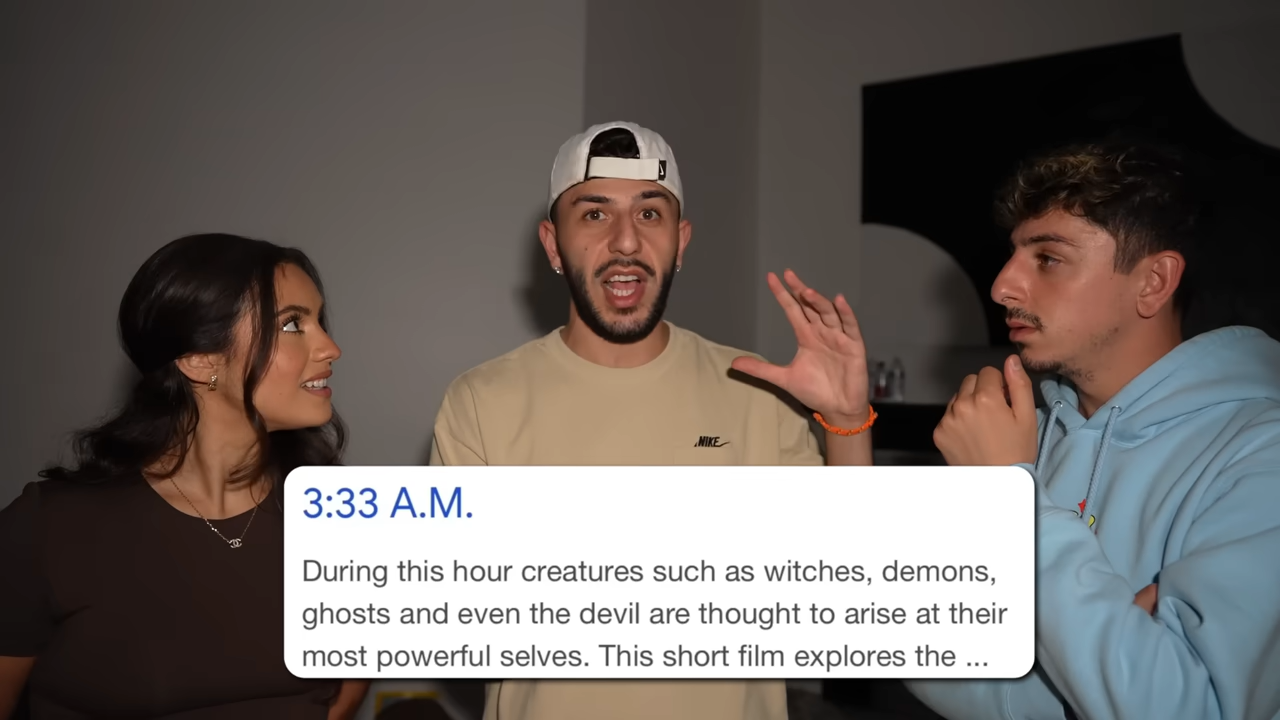 NIKE
3:33 A.M.
During this hour creatures such as witches, demons,
ghosts and even the devil are thought to arise at their
most powerful selves. This short film explores the ...